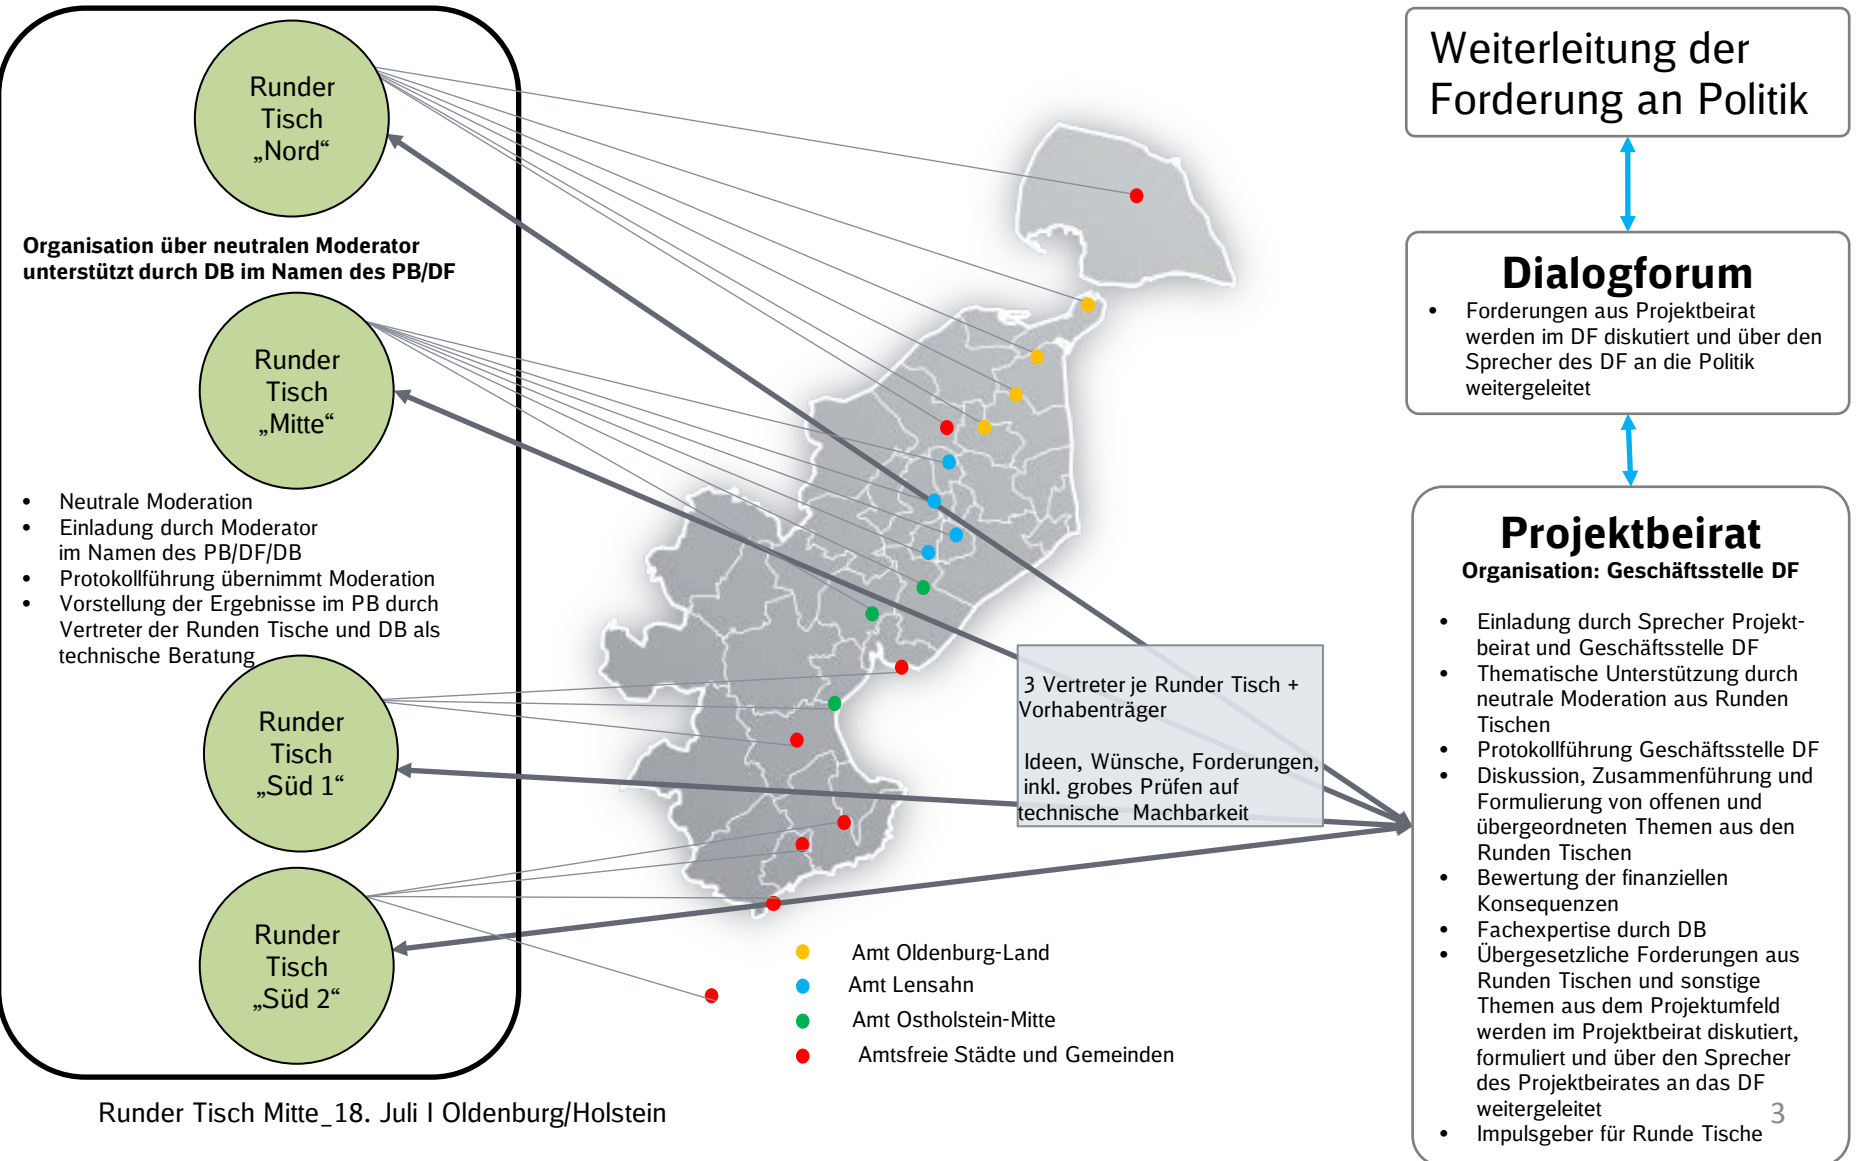 Runder
Tisch
„Nord“
Organisation über neutralen Moderator
unterstützt durch DB im Namen des PB/DF
Runder
Tisch
„Mitte“
• Neutrale Moderation
• Einladung durch Moderator
im Namen des PB/DF/DB
• Protokollführung übernimmt Moderation
• Vorstellung der Ergebnisse im PB durch
Vertreter der Runden Tische und DB als
technische Beratung
Runder
Tisch
„Süd 1“
Runder
Tisch
„Süd 2“
3 Vertreter je Runder Tisch +
Vorhabenträger
Ideen, Wünsche, Forderungen,
inkl. grobes Prüfen auf
technische Machbarkeit
Amt Oldenburg-Land
Amt Lensahn
Amt Ostholstein-Mitte
Amtsfreie Städte und Gemeinden
Weiterleitung der
Forderung an Politik
Dialogforum
• Forderungen aus Projektbeirat
werden im DF diskutiert und über den
Sprecher des DF an die Politik
weitergeleitet
Projektbeirat
Organisation: Geschäftsstelle DF
• Einladung durch Sprecher Projekt-
beirat und Geschäftsstelle DF
• Thematische Unterstützung durch
neutrale Moderation aus Runden
Tischen
• Protokollführung Geschäftsstelle DF
• Diskussion, Zusammenführung und
Formulierung von offenen und
übergeordneten Themen aus den
Runden Tischen
• Bewertung der finanziellen
Konsequenzen
• Fachexpertise durch DB
• Übergesetzliche Forderungen aus
Runden Tischen und sonstige
Themen aus dem Projektumfeld
werden im Projektbeirat diskutiert,
formuliert und über den Sprecher
des Projektbeirates an das DF
weitergeleitet
• Impulsgeber für Runde Tische
Runder Tisch Mitte_18. Juli l Oldenburg/Holstein
3